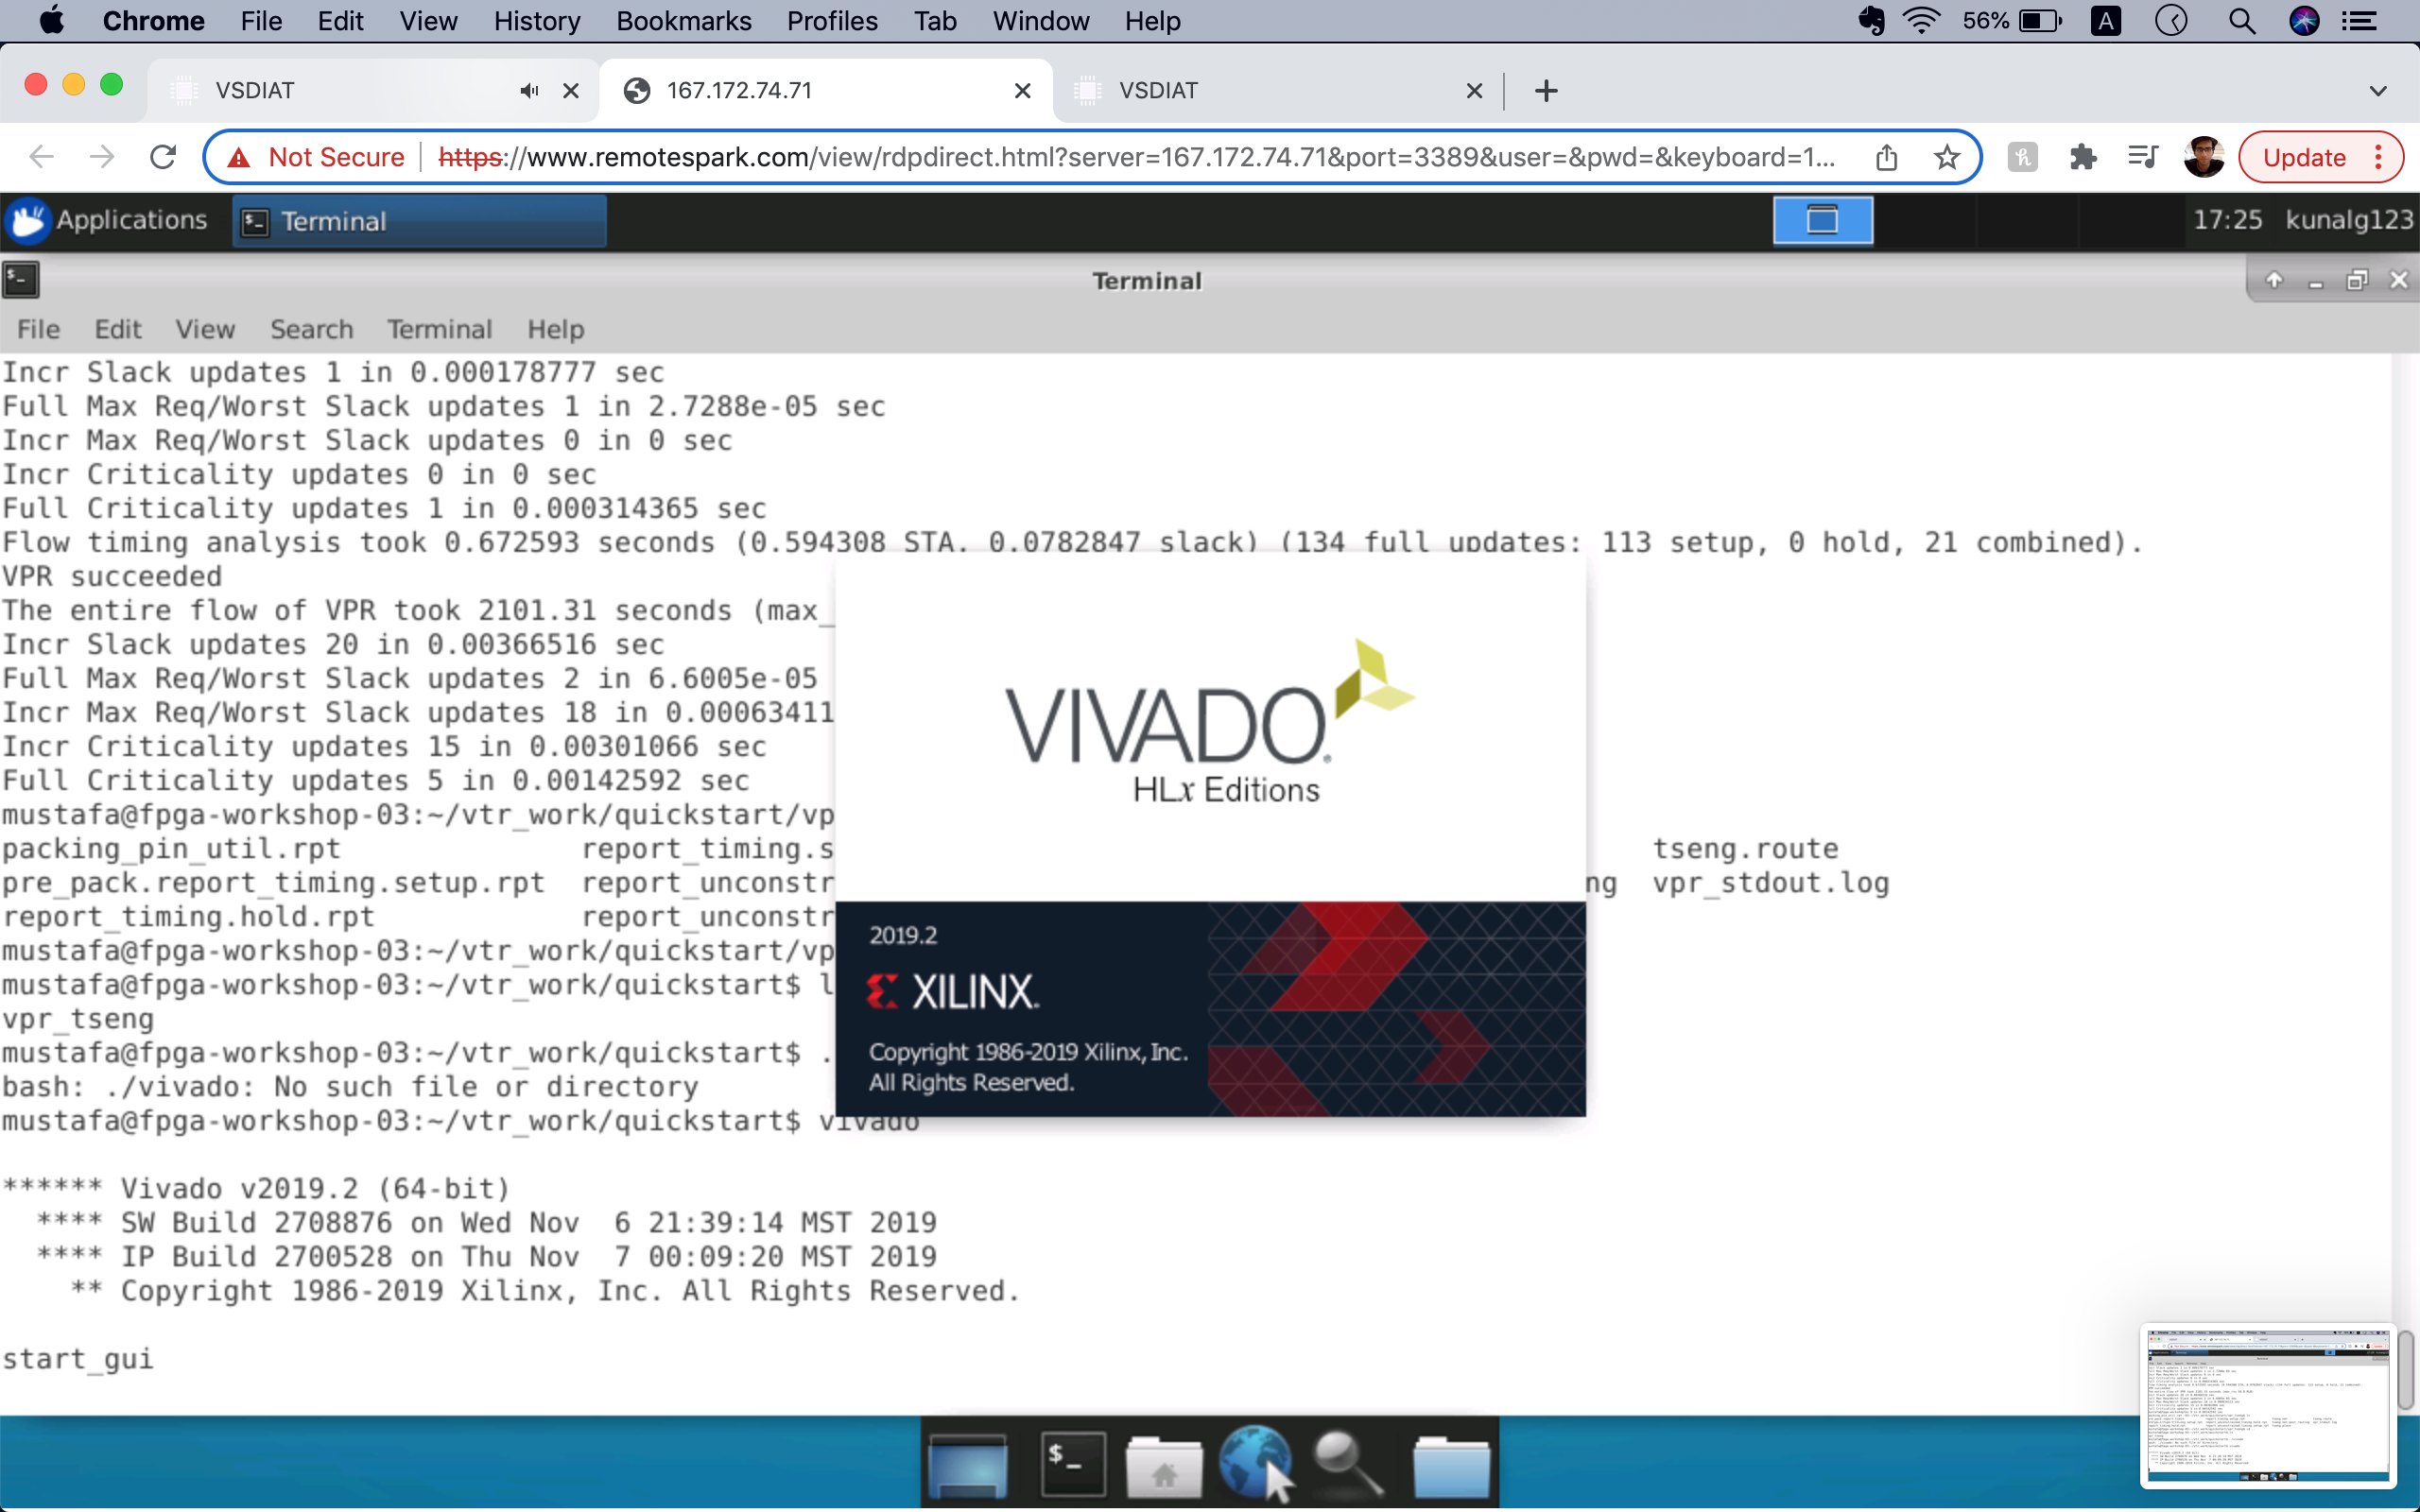 Chrome File Edit View History Bookmarks Profiles Tab Window Help 56% A
VSDIAT 167.172.74.71 VSDIAT
Not Secure https://www.remotespark.com/view/rdpdirect.html?server=167.172.74.71&port=3389&user=&pwd=&keyboard=1... Update
Applications Terminal 17:25 kunalg123
Terminal
File Edit View Search Terminal Help
Incr Slack updates 1 in 0.000178777 sec
Full Max Req/Worst Slack updates 1 in 2.7288e-05 sec
Incr Max Req/Worst Slack updates 0 in 0 sec
Incr Criticality updates 0 in 0 sec
Full Criticality updates 1 in 0.000314365 sec
Flow timing analysis took 0.672593 seconds (0.594308 STA, 0.0782847 slack) (134 full updates: 113 setup, 0 hold, 21 combined).
VPR succeeded
The entire flow of VPR took 2101.31 seconds (max_
Incr Slack updates 20 in 0.00366516 sec
Full Max Req/Worst Slack updates 2 in 6.6005e-05
Incr Max Req/Worst Slack updates 18 in 0.00063411
Incr Criticality updates 15 in 0.00301066 sec
Full Criticality updates 5 in 0.00142592 sec
mustafa@fpga-workshop-03:~/vtr_work/quickstart/vp
packing_pin_util.rpt report_timing.s tseng.route
pre_pack.report_timing.setup.rpt report_unconstr ng vpr_stdout.log
report_timing.hold.rpt report_unconstr
mustafa@fpga-workshop-03:~/vtr_work/quickstart/vp
mustafa@fpga-workshop-03:~/vtr_work/quickstart$ l
vpr_tseng
mustafa@fpga-workshop-03:~/vtr_work/quickstart$ .
bash: ./vivado: No such file or directory
mustafa@fpga-workshop-03:~/vtr_work/quickstart$ vivado
****** Vivado v2019.2 (64-bit)
**** SW Build 2708876 on Wed Nov 6 21:39:14 MST 2019
**** IP Build 2700528 on Thu Nov 7 00:09:20 MST 2019
** Copyright 1986-2019 Xilinx, Inc. All Rights Reserved.
start_gui
VIVADO®
HLx Editions
2019.2
XILINX.
Copyright 1986-2019 Xilinx, Inc.
All Rights Reserved.